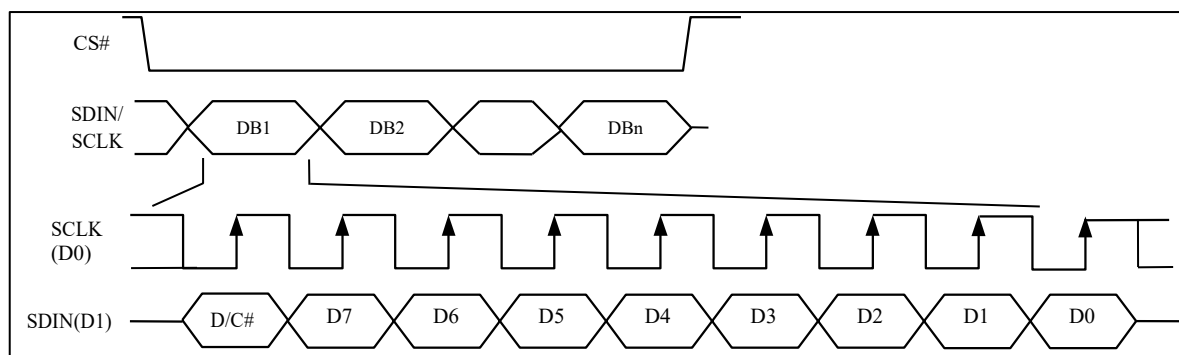 CS#
SDIN/
SCLK
DB1 DB2 DBn
SCLK
(D0)
SDIN(D1) D/C# D7 D6 D5 D4 D3 D2 D1 D0